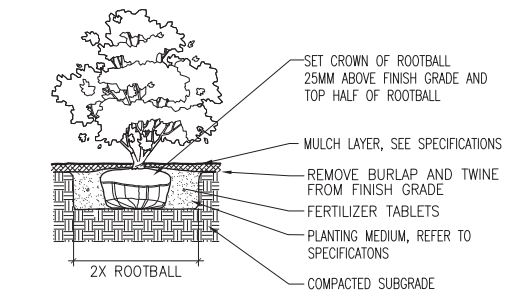 SET CROWN OF ROOTBALL
25MM ABOVE FINISH GRADE AND
TOP HALF OF ROOTBALL
MULCH LAYER, SEE SPECIFICATIONS
REMOVE BURLAP AND TWINE
FROM FINISH GRADE
FERTILIZER TABLETS
PLANTING MEDIUM, REFER TO
SPECIFICATONS
2X ROOTBALL
COMPACTED SUBGRADE